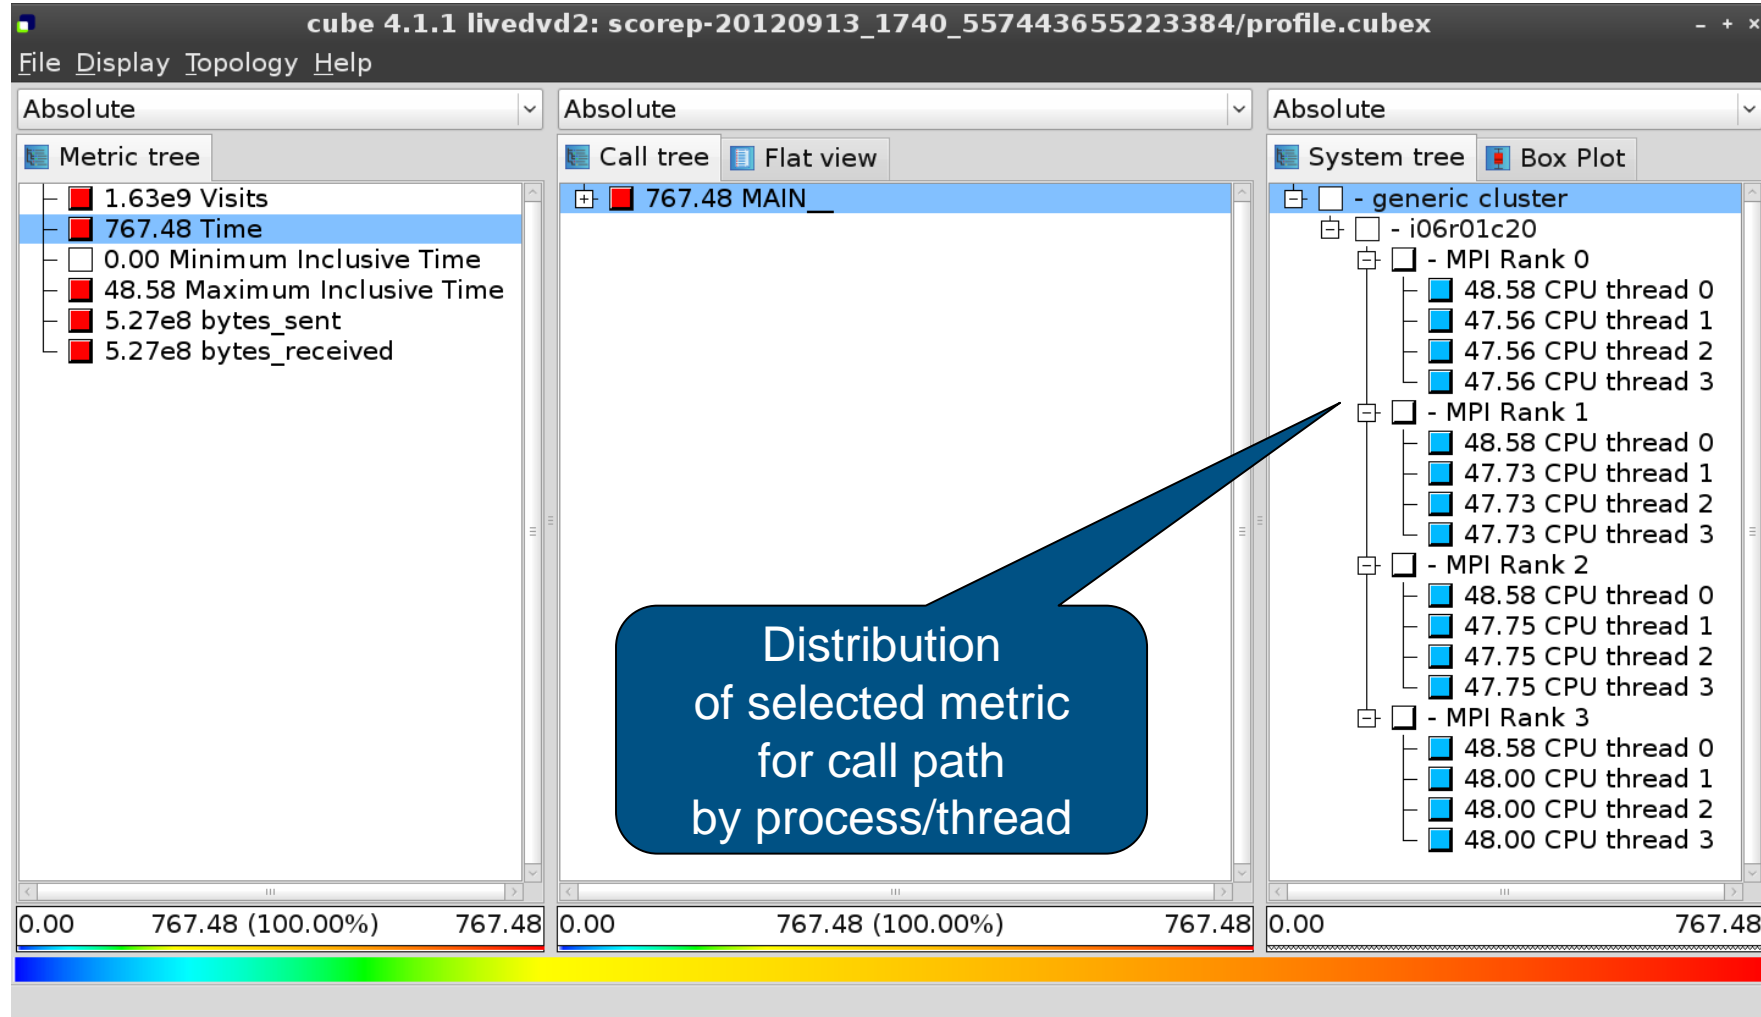 cube 4.1.1 livedvd2: scorep-20120913_1740_557443655223384/profile.cubex
File Display Topology Help
Absolute
Metric tree
1.63e9 Visits
767.48 Time
0.00 Minimum Inclusive Time
48.58 Maximum Inclusive Time
5.27e8 bytes_sent
5.27e8 bytes_received
0.00 767.48 (100.00%) 767.48
Absolute
Call tree Flat view
767.48 MAIN__
Distribution
of selected metric
for call path
by process/thread
0.00 767.48 (100.00%) 767.48
Absolute
System tree Box Plot
- generic cluster
- i06r01c20
- MPI Rank 0
48.58 CPU thread 0
47.56 CPU thread 1
47.56 CPU thread 2
47.56 CPU thread 3
- MPI Rank 1
48.58 CPU thread 0
47.73 CPU thread 1
47.73 CPU thread 2
47.73 CPU thread 3
- MPI Rank 2
48.58 CPU thread 0
47.75 CPU thread 1
47.75 CPU thread 2
47.75 CPU thread 3
- MPI Rank 3
48.58 CPU thread 0
48.00 CPU thread 1
48.00 CPU thread 2
48.00 CPU thread 3
0.00 767.48